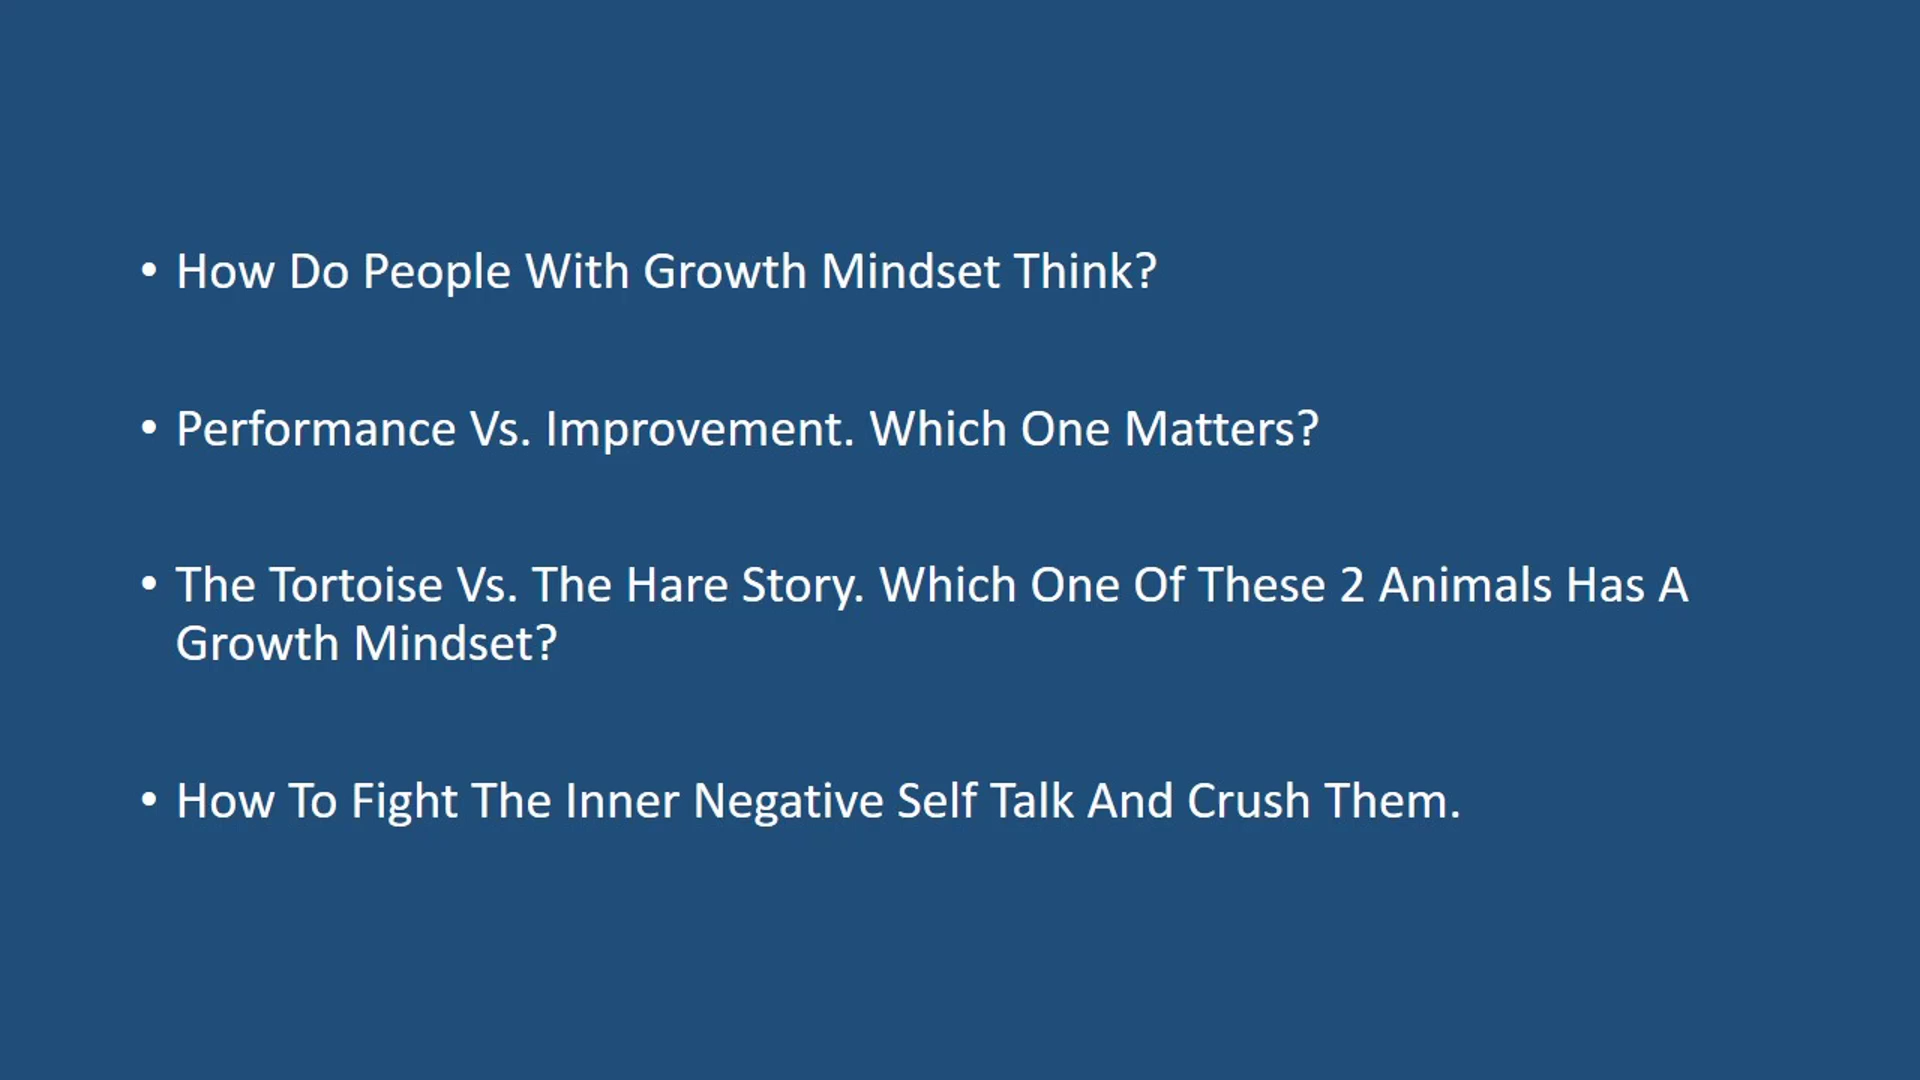 • How Do People With Growth Mindset Think?
• Performance Vs. Improvement. Which One Matters?
• The Tortoise Vs. The Hare Story. Which One Of These 2 Animals Has A
Growth Mindset?
• How To Fight The Inner Negative Self Talk And Crush Them.